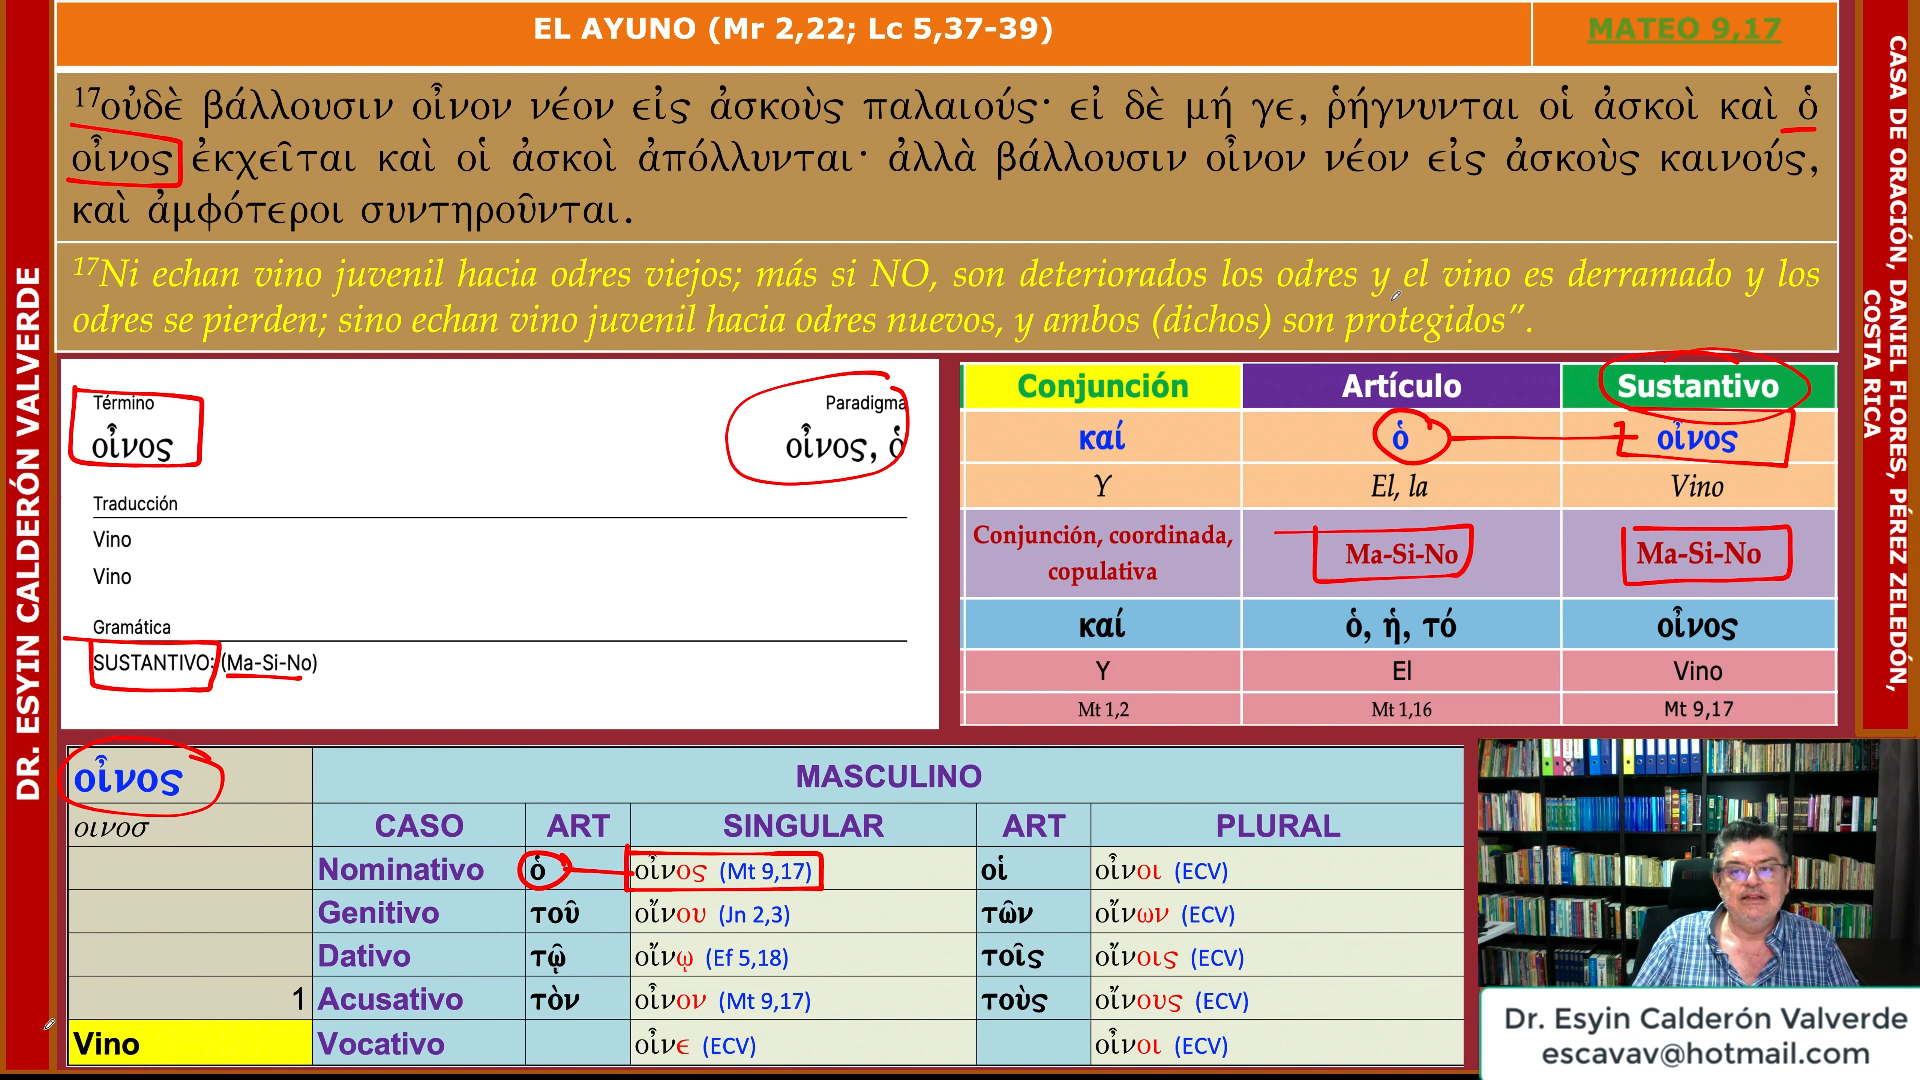 EL AYUNO (Mr 2,22; Lc 5,37-39)
MATEO 9,17
¹⁷οὐδὲ βάλλουσιν οἶνον νέον εἰς ἀσκοὺς παλαιούς· εἰ δὲ μή γε, ῥήγνυνται οἱ ἀσκοὶ καὶ ὁ
οἶνος ἐκχεῖται καὶ οἱ ἀσκοὶ ἀπόλλυνται· ἀλλὰ βάλλουσιν οἶνον νέον εἰς ἀσκοὺς καινούς,
καὶ ἀμφότεροι συντηροῦνται.
¹⁷Ni echan vino juvenil hacia odres viejos; más si NO, son deteriorados los odres y el vino es derramado y los
odres se pierden; sino echan vino juvenil hacia odres nuevos, y ambos (dichos) son protegidos”.
DR. ESYIN CALDERÓN VALVERDE
CASA DE ORACIÓN, DANIEL FLORES, PÉREZ ZELEDÓN,
COSTA RICA
Término Paradigma
οἶνος οἶνος, ὁ
Traducción
Vino
Vino
Gramática
SUSTANTIVO: (Ma-Si-No)
Conjunción Artículo Sustantivo
καί ὁ οἶνος
Y El, la Vino
Conjunción, coordinada,
copulativa Ma-Si-No Ma-Si-No
καί ὁ, ἡ, τό οἶνος
Y El Vino
Mt 1,2 Mt 1,16 Mt 9,17
οἶνος MASCULINO
οινοσ CASO ART SINGULAR ART PLURAL
Nominativo ὁ οἶνος (Mt 9,17) οἱ οἶνοι (ECV)
Genitivo τοῦ οἴνου (Jn 2,3) τῶν οἴνων (ECV)
Dativo τῷ οἴνῳ (Ef 5,18) τοῖς οἴνοις (ECV)
1 Acusativo τὸν οἶνον (Mt 9,17) τοὺς οἴνους (ECV)
Vino Vocativo οἶνε (ECV) οἶνοι (ECV)
Dr. Esyin Calderón Valverde
escavav@hotmail.com